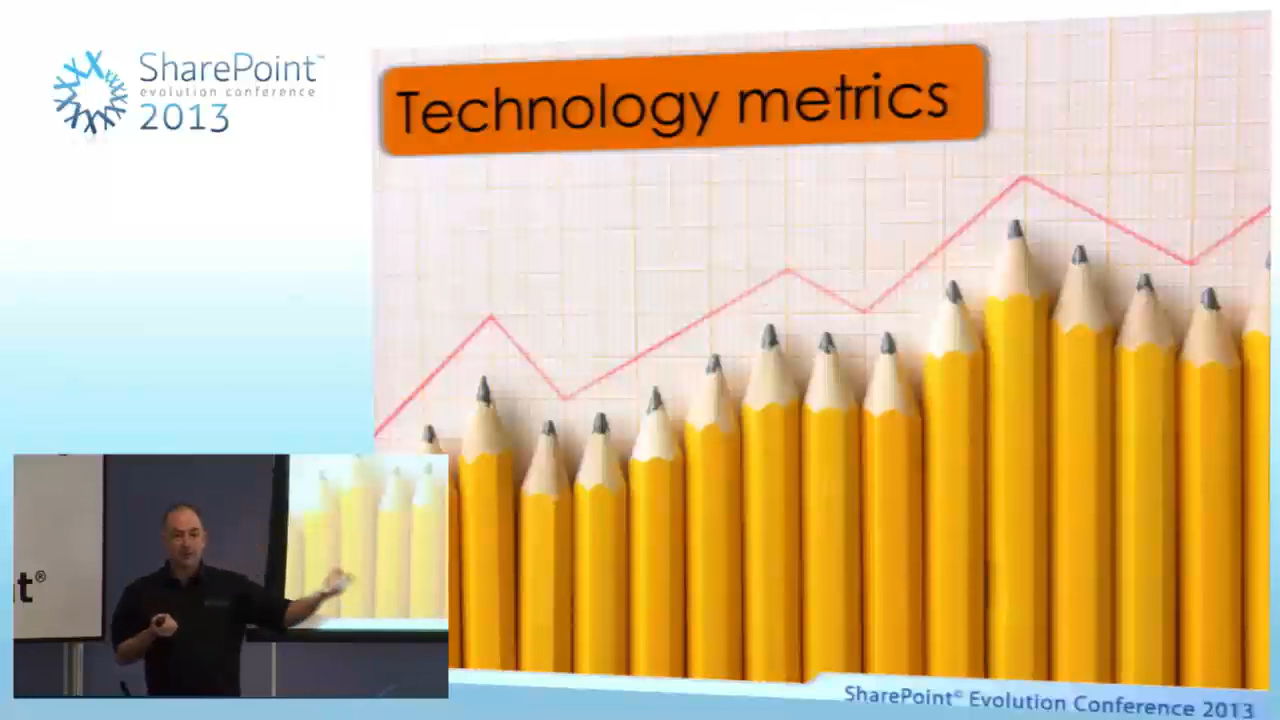 SharePoint™
evolution conference
2013
Technology metrics
t®
SharePoint® Evolution Conference 2013